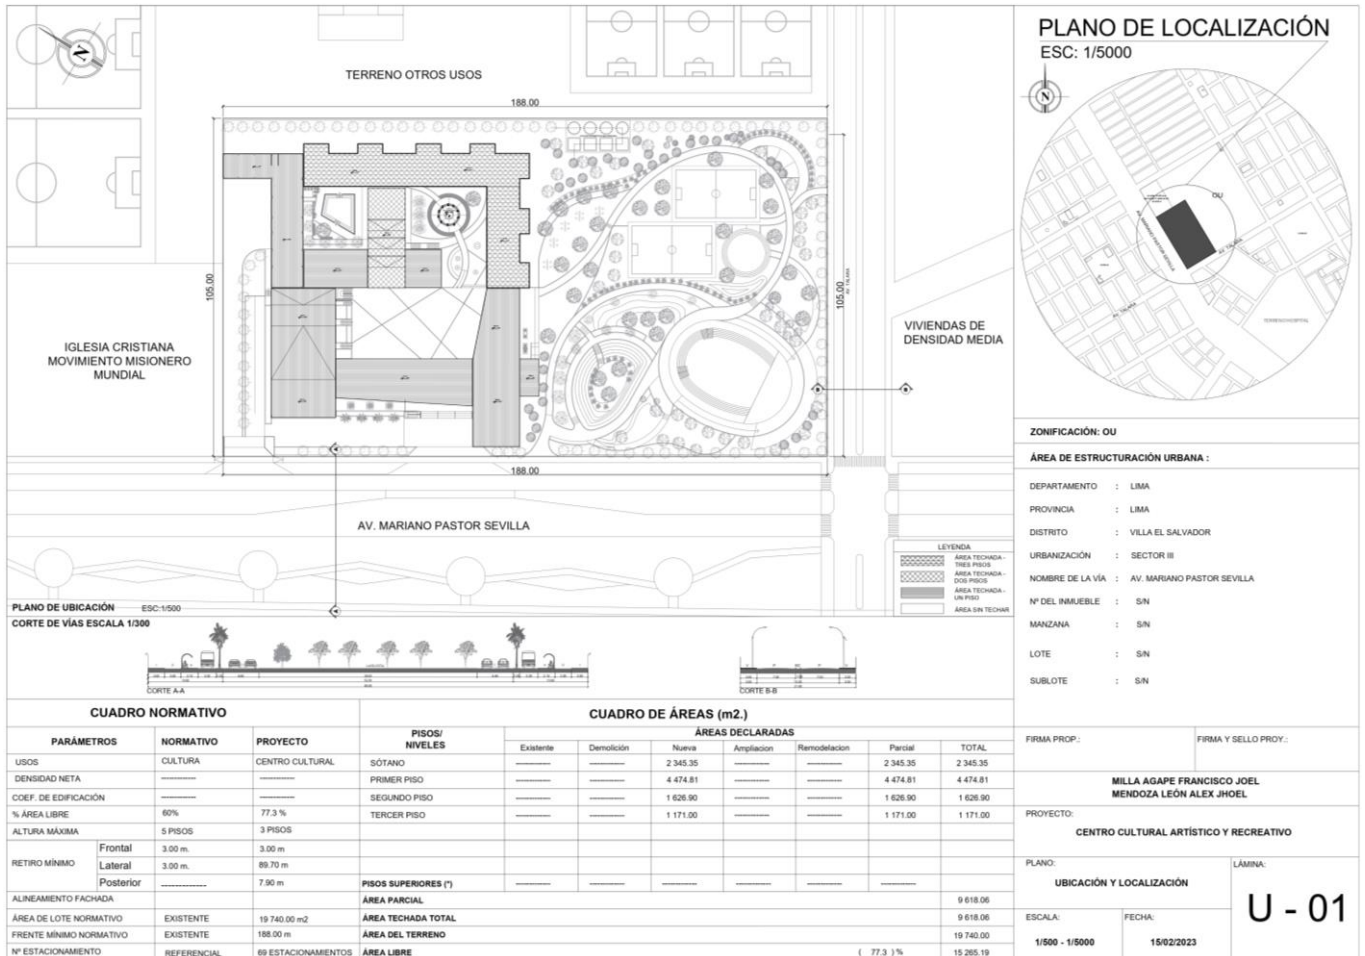 N
TERRENO OTROS USOS
188.00
105.00
105.00
AV. TALARA
IGLESIA CRISTIANA
MOVIMIENTO MISIONERO
MUNDIAL
VIVIENDAS DE
DENSIDAD MEDIA
B
B
A
188.00
AV. MARIANO PASTOR SEVILLA
LEYENDA
ÁREA TECHADA -
TRES PISOS
ÁREA TECHADA -
DOS PISOS
ÁREA TECHADA -
UN PISO
ÁREA SIN TECHAR
A
PLANO DE UBICACIÓN ESC:1/500
CORTE DE VÍAS ESCALA 1/300
CORTE A-A
CORTE B-B
PLANO DE LOCALIZACIÓN
ESC: 1/5000
N
OU
AV. MARIANO PASTOR SEVILLA
AV. TALARA
AV. TALARA
ZONIFICACIÓN: OU
ÁREA DE ESTRUCTURACIÓN URBANA :
DEPARTAMENTO : LIMA
PROVINCIA : LIMA
DISTRITO : VILLA EL SALVADOR
URBANIZACIÓN : SECTOR III
NOMBRE DE LA VÍA : AV. MARIANO PASTOR SEVILLA
Nº DEL INMUEBLE : S/N
MANZANA : S/N
LOTE : S/N
SUBLOTE : S/N
FIRMA PROP.: FIRMA Y SELLO PROY.:
MILLA AGAPE FRANCISCO JOEL
MENDOZA LEÓN ALEX JHOEL
PROYECTO:
CENTRO CULTURAL ARTÍSTICO Y RECREATIVO
PLANO: LÁMINA:
UBICACIÓN Y LOCALIZACIÓN
U - 01
ESCALA: FECHA:
1/500 - 1/5000 15/02/2023
CUADRO NORMATIVO
PARÁMETROS NORMATIVO PROYECTO
USOS CULTURA CENTRO CULTURAL
DENSIDAD NETA ------------ ------------
COEF. DE EDIFICACIÓN ------------ ------------
% ÁREA LIBRE 60% 77.3 %
ALTURA MÁXIMA 5 PISOS 3 PISOS
RETIRO MÍNIMO
Frontal 3.00 m. 3.00 m
Lateral 3.00 m. 89.70 m
Posterior ------------ 7.90 m
ALINEAMIENTO FACHADA
ÁREA DE LOTE NORMATIVO EXISTENTE 19 740.00 m2
FRENTE MÍNIMO NORMATIVO EXISTENTE 188.00 m
Nº ESTACIONAMIENTO REFERENCIAL 69 ESTACIONAMIENTOS
CUADRO DE ÁREAS (m2.)
PISOS/
NIVELES
ÁREAS DECLARADAS
Existente Demolición Nueva Ampliacion Remodelacion Parcial TOTAL
SÓTANO ------------ ------------ 2 345.35 ------------ ------------ 2 345.35 2 345.35
PRIMER PISO ------------ ------------ 4 474.81 ------------ ------------ 4 474.81 4 474.81
SEGUNDO PISO ------------ ------------ 1 626.90 ------------ ------------ 1 626.90 1 626.90
TERCER PISO ------------ ------------ 1 171.00 ------------ ------------ 1 171.00 1 171.00
PISOS SUPERIORES (*) ------------ ------------ ------------ ------------ ------------ ------------
ÁREA PARCIAL 9 618.06
ÁREA TECHADA TOTAL 9 618.06
ÁREA DEL TERRENO 19 740.00
ÁREA LIBRE ( 77.3 ) % 15 265.19